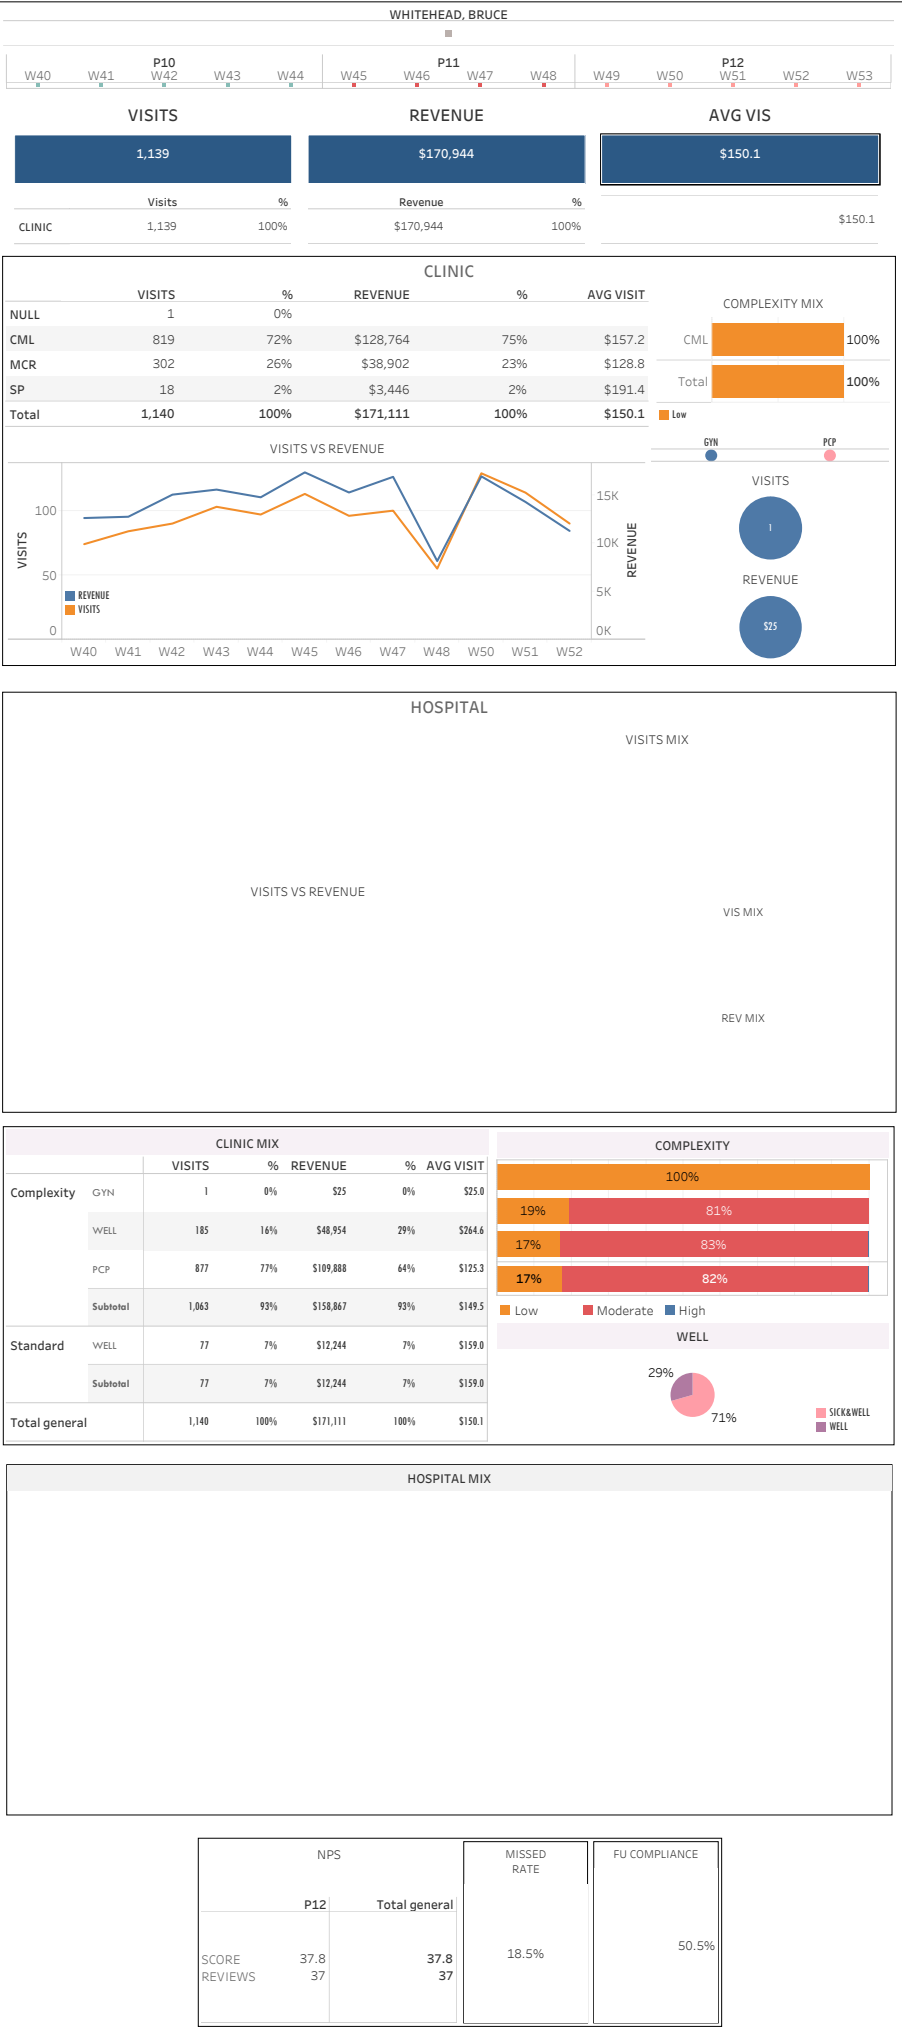 WHITEHEAD, BRUCE
P10 P11 P12
W40 W41 W42 W43 W44 W45 W46 W47 W48 W49 W50 W51 W52 W53
VISITS REVENUE AVG VIS
1,139 $170,944 $150.1
Visits % Revenue %
CLINIC 1,139 100% $170,944 100% $150.1
CLINIC
VISITS % REVENUE % AVG VISIT
NULL 1 0%
CML 819 72% $128,764 75% $157.2
MCR 302 26% $38,902 23% $128.8
SP 18 2% $3,446 2% $191.4
Total 1,140 100% $171,111 100% $150.1
COMPLEXITY MIX
CML 100%
Total 100%
Low
GYN PCP
VISITS
1
REVENUE
$25
VISITS VS REVENUE
VISITS
100
50
0
REVENUE
15K
10K
5K
0K
REVENUE
VISITS
W40 W41 W42 W43 W44 W45 W46 W47 W48 W50 W51 W52
HOSPITAL
VISITS MIX
VISITS VS REVENUE
VIS MIX
REV MIX
CLINIC MIX
VISITS % REVENUE % AVG VISIT
Complexity GYN 1 0% $25 0% $25.0
WELL 185 16% $48,954 29% $264.6
PCP 877 77% $109,888 64% $125.3
Subtotal 1,063 93% $158,867 93% $149.5
Standard WELL 77 7% $12,244 7% $159.0
Subtotal 77 7% $12,244 7% $159.0
Total general 1,140 100% $171,111 100% $150.1
COMPLEXITY
100%
19% 81%
17% 83%
17% 82%
Low Moderate High
WELL
29%
71%
SICK&WELL
WELL
HOSPITAL MIX
NPS
P12 Total general
SCORE 37.8 37.8
REVIEWS 37 37
MISSED
RATE
18.5%
FU COMPLIANCE
50.5%